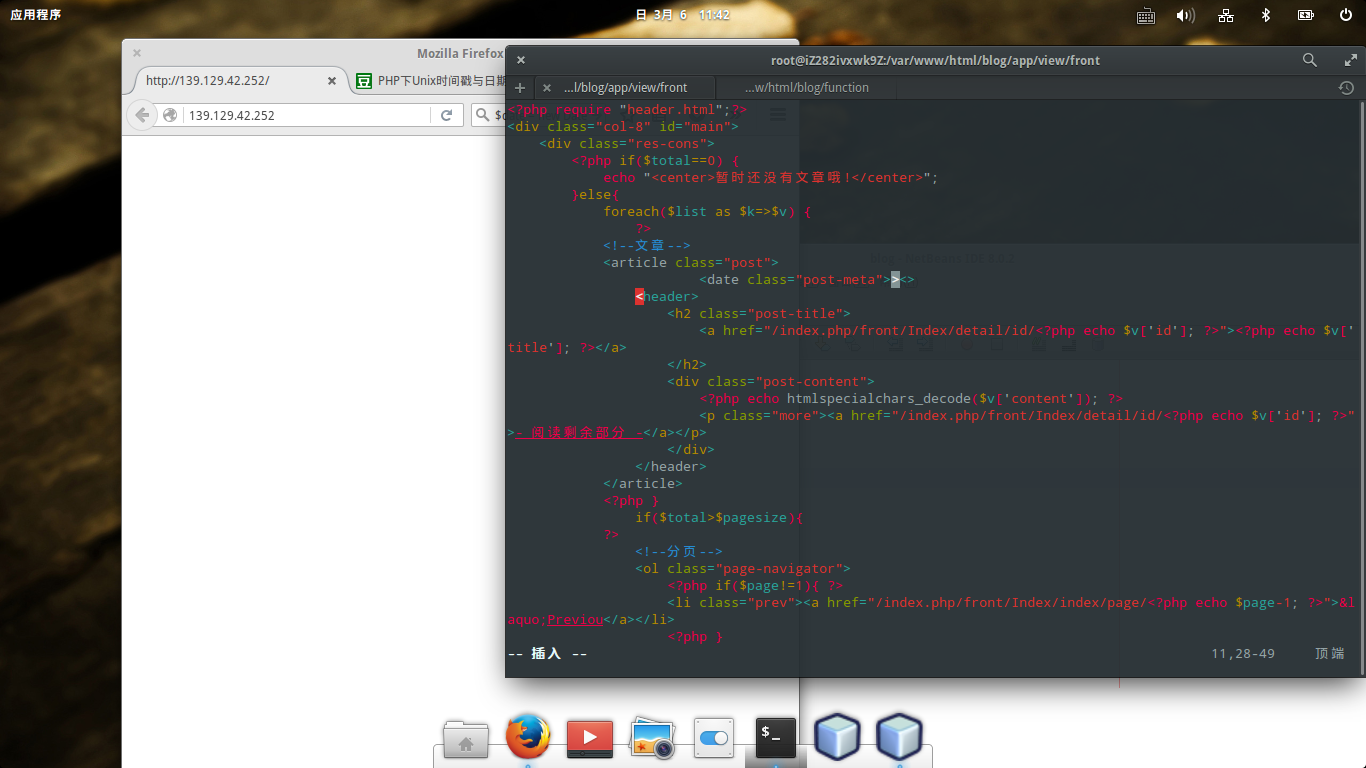 应用程序
日 3月 6 11:42
Mozilla Firefox
http://139.129.42.252/
PHP下Unix时间戳与日期
139.129.42.252
root@iZ282ivxwk9Z:/var/www/html/blog/app/view/front
...l/blog/app/view/front
...w/html/blog/function
<?php require "header.html";?>
<div class="col-8" id="main">
<div class="res-cons">
<?php if($total==0) {
echo "<center>暂时还没有文章哦!</center>";
}else{
foreach($list as $k=>$v) {
?>
<!--文章-->
<article class="post">
<date class="post-meta">><>
<header>
<h2 class="post-title">
<a href="/index.php/front/Index/detail/id/<?php echo $v['id']; ?>"><?php echo $v['
title']; ?></a>
</h2>
<div class="post-content">
<?php echo htmlspecialchars_decode($v['content']); ?>
<p class="more"><a href="/index.php/front/Index/detail/id/<?php echo $v['id']; ?>"
>- 阅读剩余部分 -</a></p>
</div>
</header>
</article>
<?php }
if($total>$pagesize){
?>
<!--分页-->
<ol class="page-navigator">
<?php if($page!=1){ ?>
<li class="prev"><a href="/index.php/front/Index/index/page/<?php echo $page-1; ?>">&l
aquo;Previou</a></li>
<?php }
-- 插入 --
11,28-49
顶端
$_